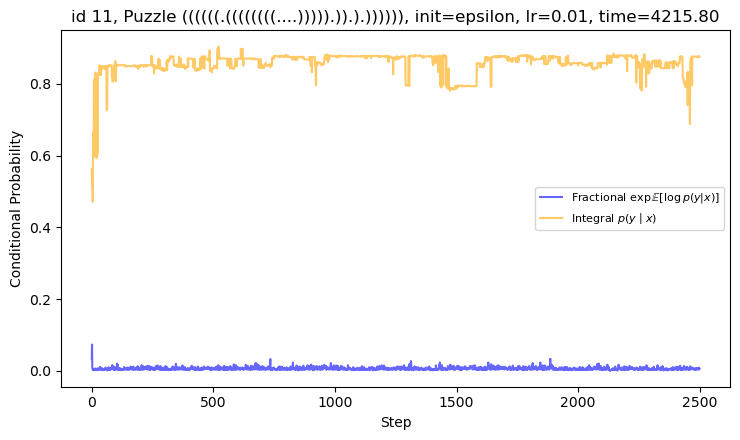 id 11, Puzzle ((((((.((((((((....))))).)).).)))))), init=epsilon, lr=0.01, time=4215.80
Conditional Probability
0.8
0.6
0.4
0.2
0.0
Fractional exp𝔼[log p(y|x)]
Integral p(y | x)
0
500
1000
1500
2000
2500
Step